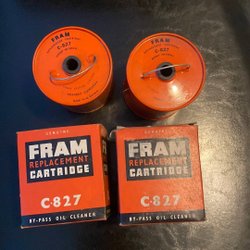 FRAM
C-827
FRAM
C-827
GENUINE
FRAM
REPLACEMENT
CARTRIDGE
C-827
BY-PASS OIL CLEANER
GENUINE
FRAM
REPLACEMENT
CARTRIDGE
C-827
BY-PASS OIL CLEANER